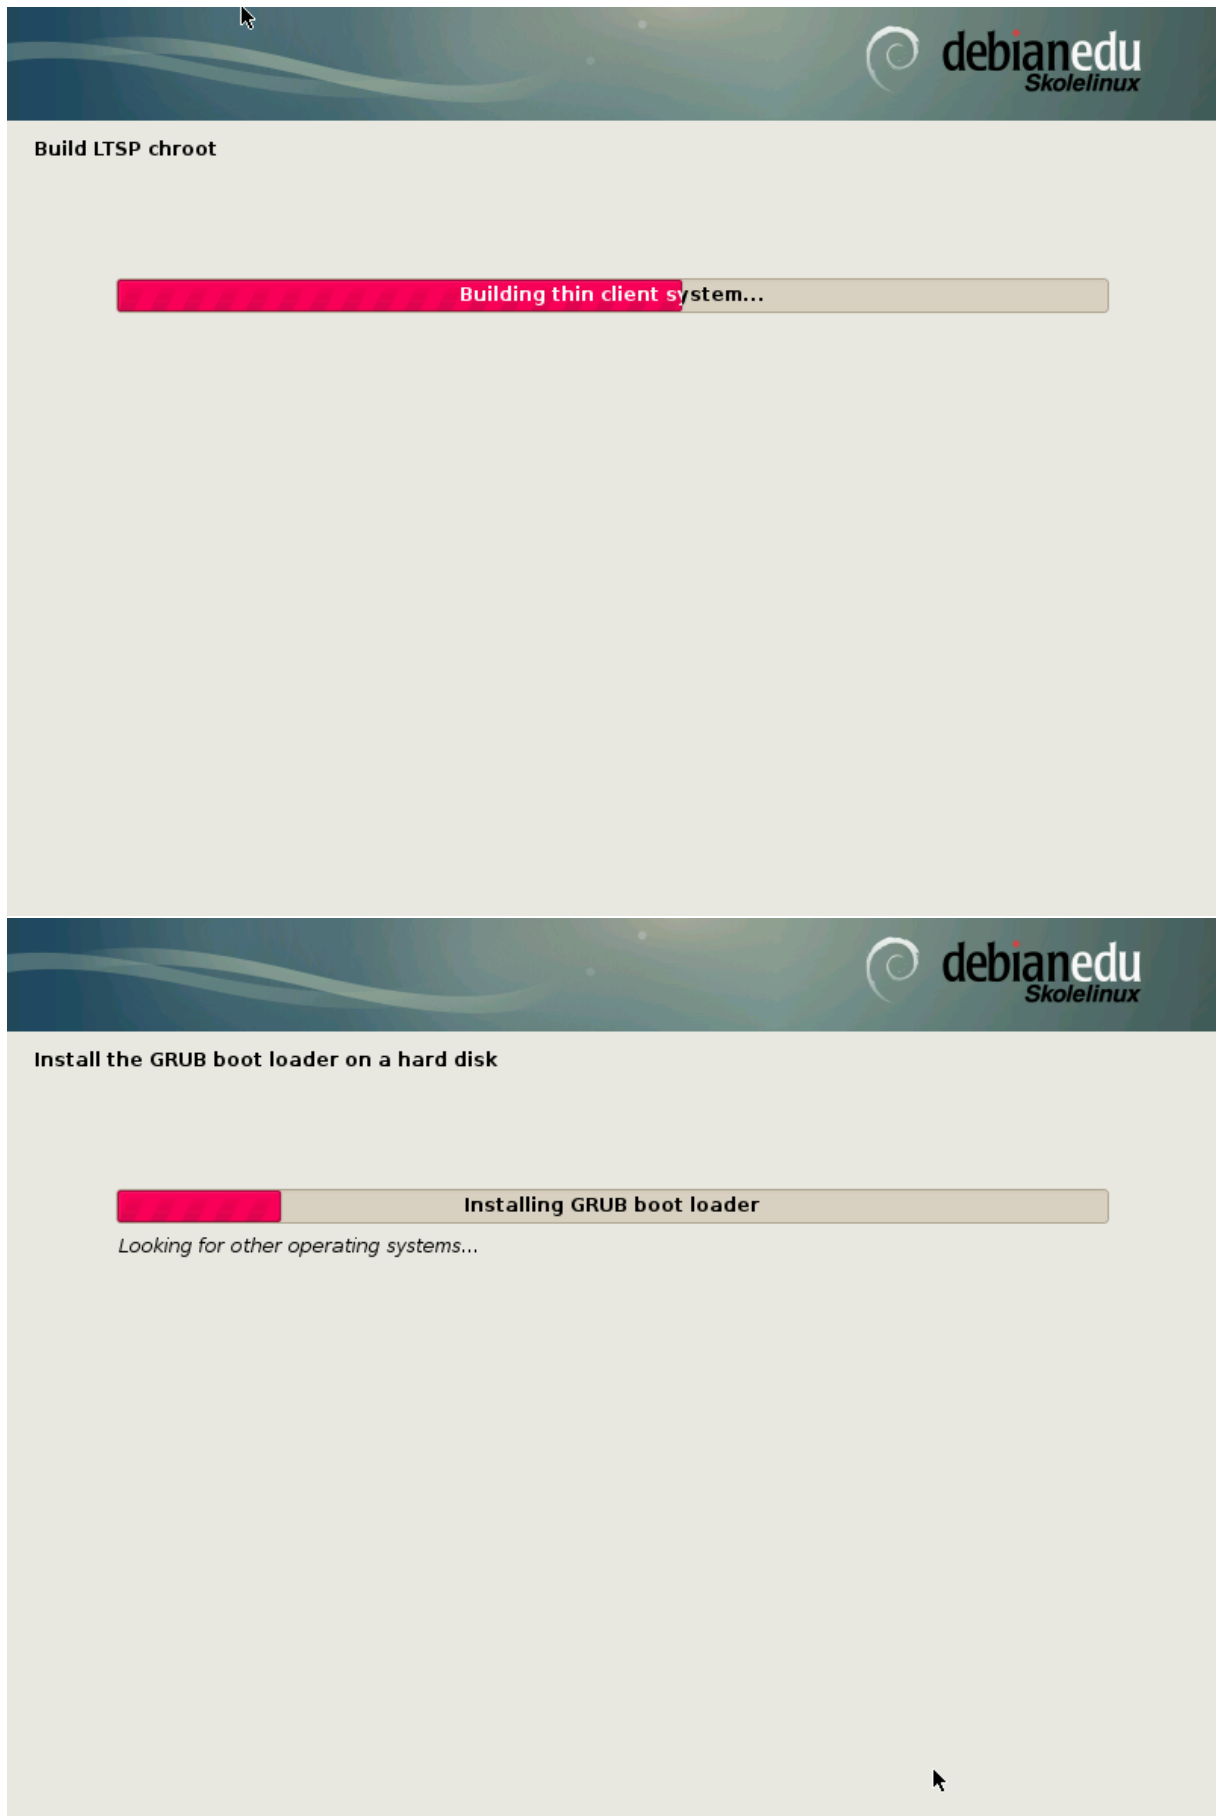 debianedu
Skolelinux
Build LTSP chroot
Building thin client system...
debianedu
Skolelinux
Install the GRUB boot loader on a hard disk
Installing GRUB boot loader
Looking for other operating systems...